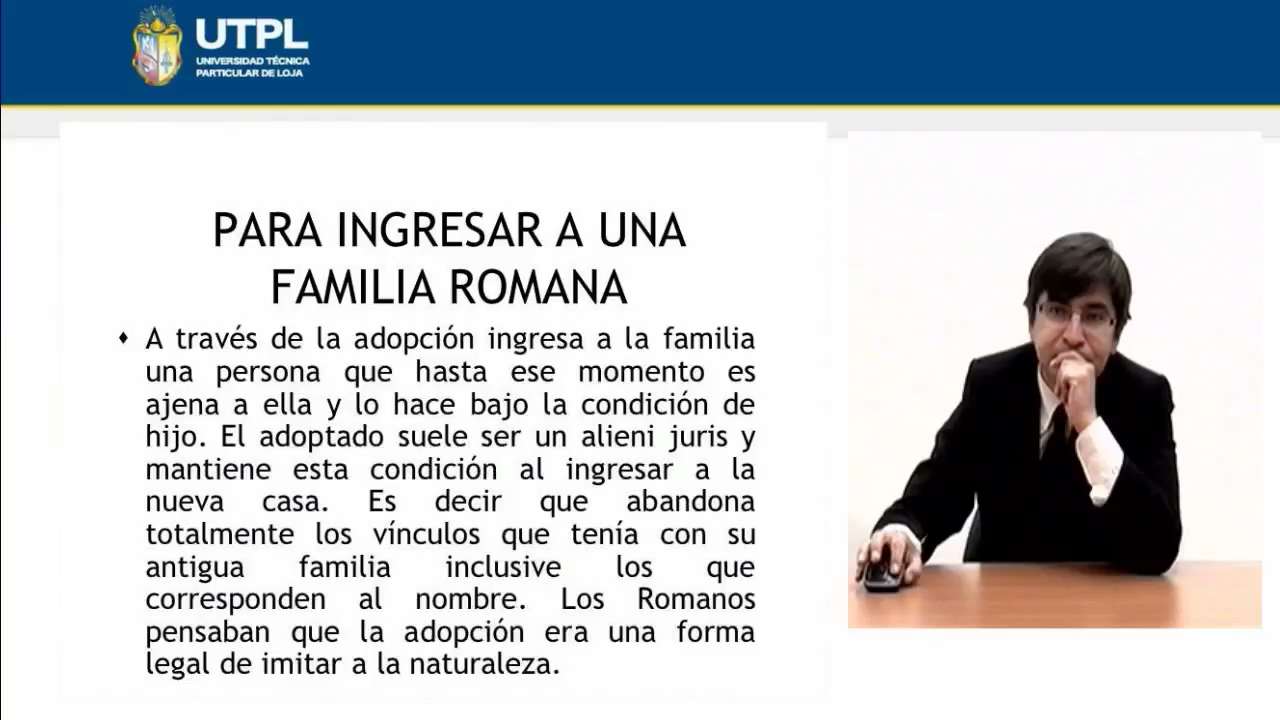 UTPL
UNIVERSIDAD TÉCNICA
PARTICULAR DE LOJA
PARA INGRESAR A UNA
FAMILIA ROMANA
A través de la adopción ingresa a la familia
una persona que hasta ese momento es
ajena a ella y lo hace bajo la condición de
hijo. El adoptado suele ser un alieni juris y
mantiene esta condición al ingresar a la
nueva casa. Es decir que abandona
totalmente los vínculos que tenía con su
antigua familia inclusive los que
corresponden al nombre. Los Romanos
pensaban que la adopción era una forma
legal de imitar a la naturaleza.